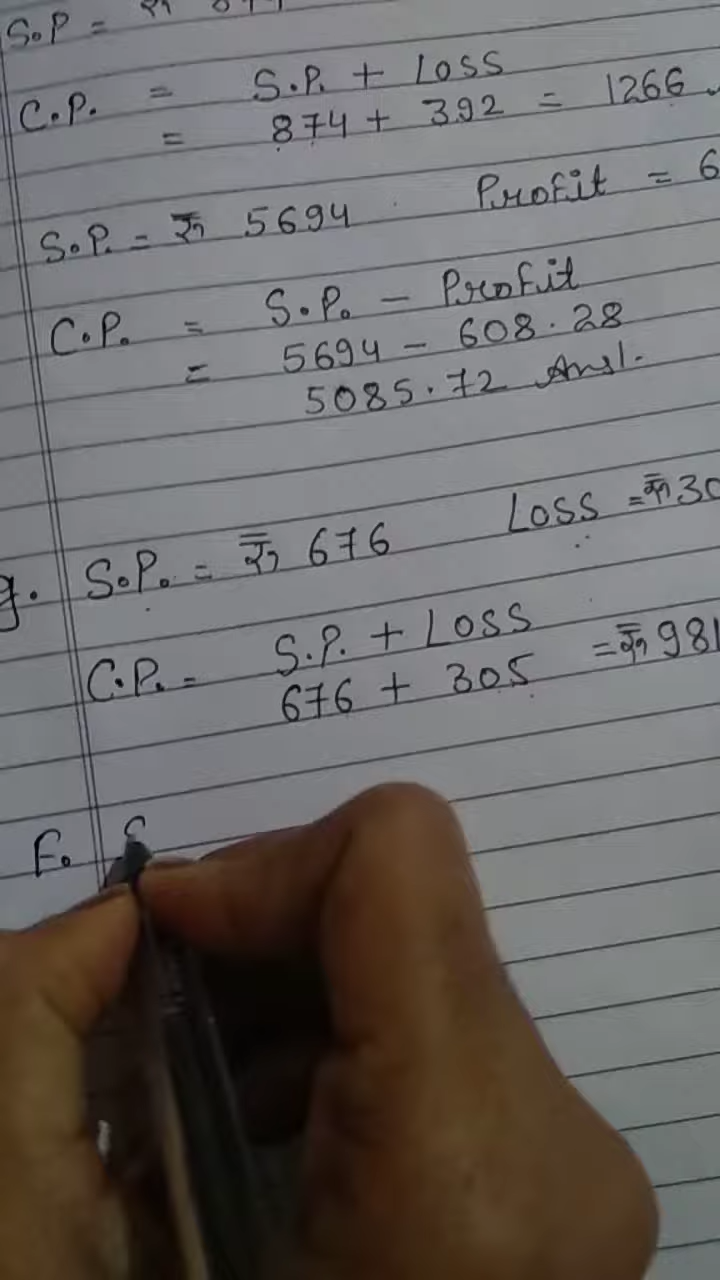 S.P = रू
C.P. = S.P. + Loss
= 874 + 392 = 1266
S.P. = रू 5694 Profit = 6
C.P. = S.P. - Profit
= 5694 - 608.28
5085.72 Ans1.
g. S.P. = रू 676 Loss = रू 30
C.P. = S.P. + Loss
676 + 305 = रू 981
F.